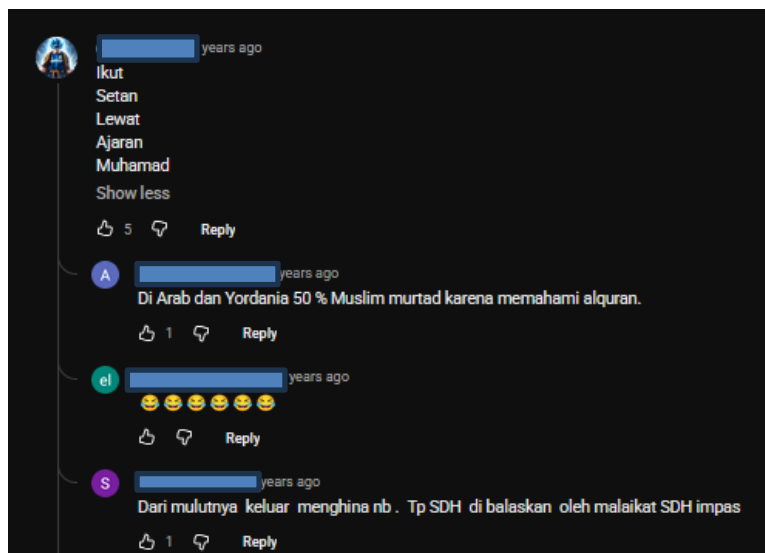 years ago
Ikut
Setan
Lewat
Ajaran
Muhamad
Show less
5 Reply
A
years ago
Di Arab dan Yordania 50 % Muslim murtad karena memahami alquran.
1 Reply
el
years ago
😂😂😂😂😂😂
Reply
S
years ago
Dari mulutnya keluar menghina nb . Tp SDH di balaskan oleh malaikat SDH impas
1 Reply